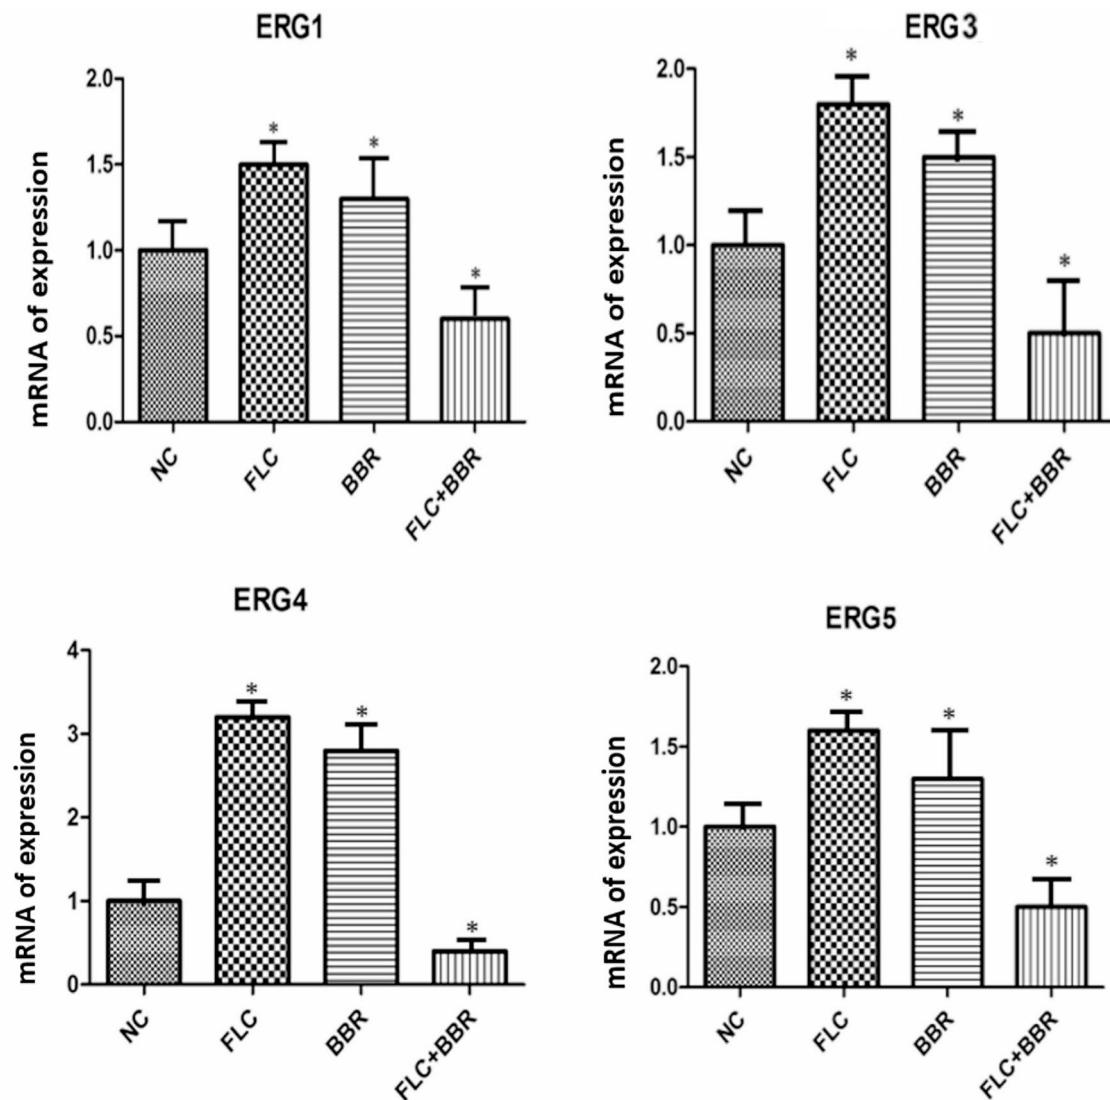 ERG1
mRNA of expression
2.0
*
*
1.5
1.0
*
0.5
0.0
NC
FLC
BBR
FLC+BBR
ERG3
mRNA of expression
*
2.0
*
1.5
1.0
*
0.5
0.0
NC
FLC
BBR
FLC+BBR
ERG4
mRNA of expression
4
*
*
3
2
1
*
0
NC
FLC
BBR
FLC+BBR
ERG5
mRNA of expression
2.0
*
*
1.5
1.0
*
0.5
0.0
NC
FLC
BBR
FLC+BBR